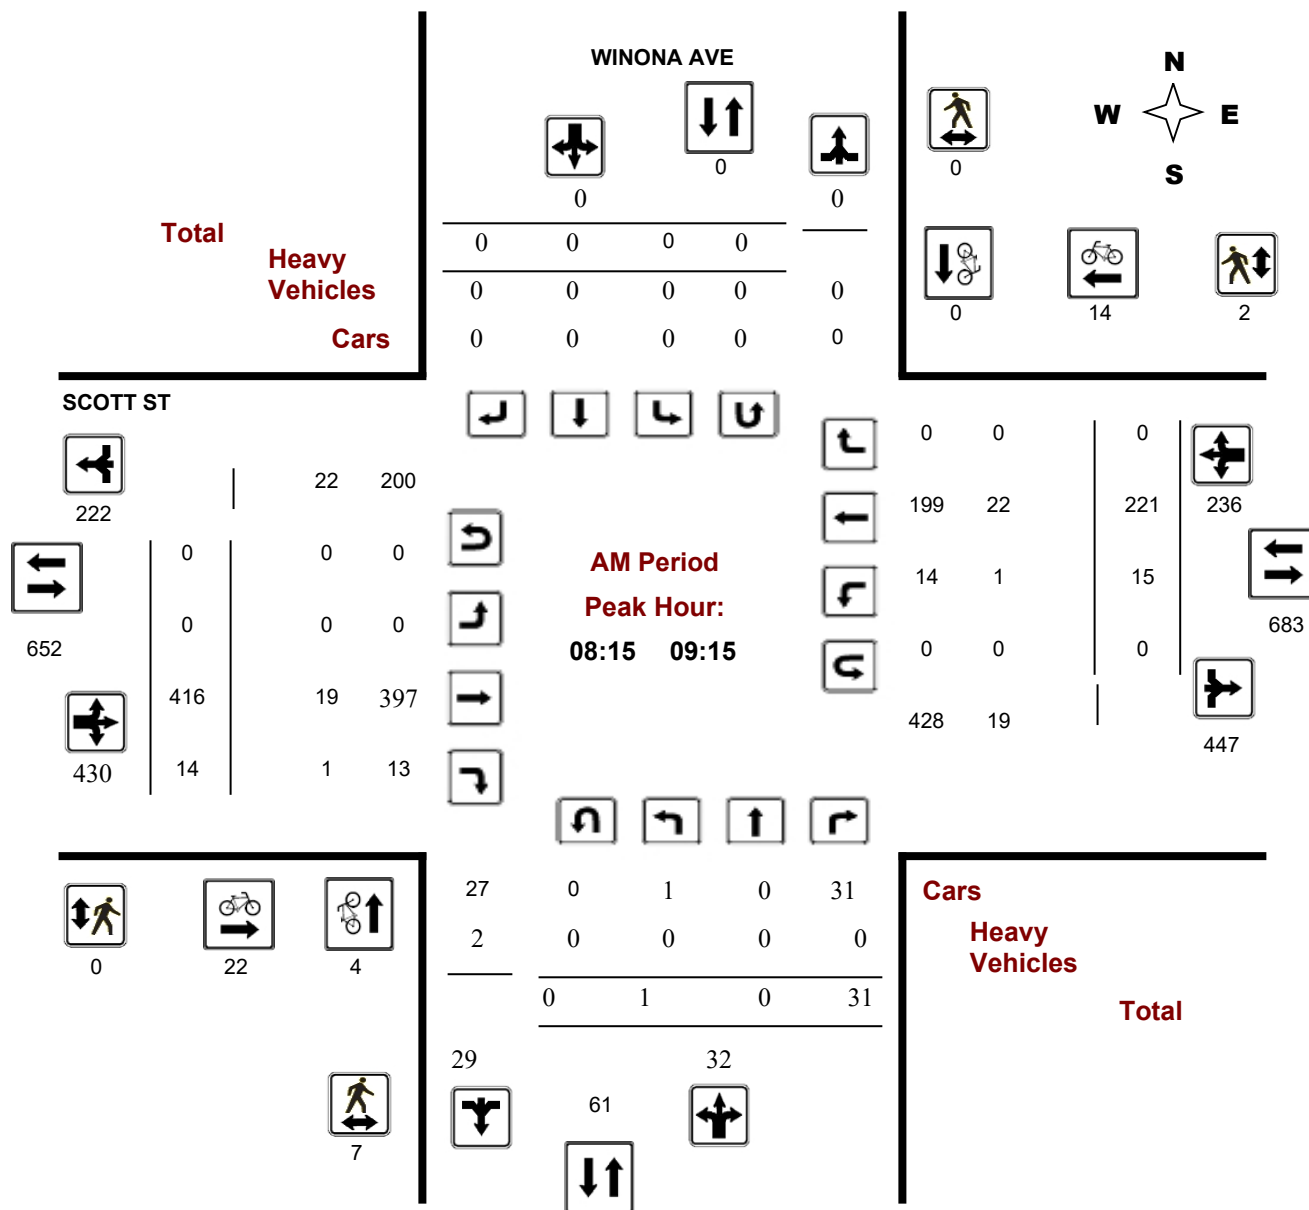 WINONA AVE
N
W E
S
0
0
0
0
0
Total
0 0 0 0
Heavy
Vehicles
0 0 0 0 0
0 14 2
Cars
0 0 0 0 0
SCOTT ST
0 0 0
22 200
222
199 22 221 236
0 0 0
AM Period
14 1 15
Peak Hour:
0 0 0
683
652
08:15 09:15
0 0 0
416 19 397
428 19
447
430 14 1 13
27 0 1 0 31
Cars
2 0 0 0 0
Heavy
Vehicles
0 22 4
0 1 0 31
Total
29 32
61
7